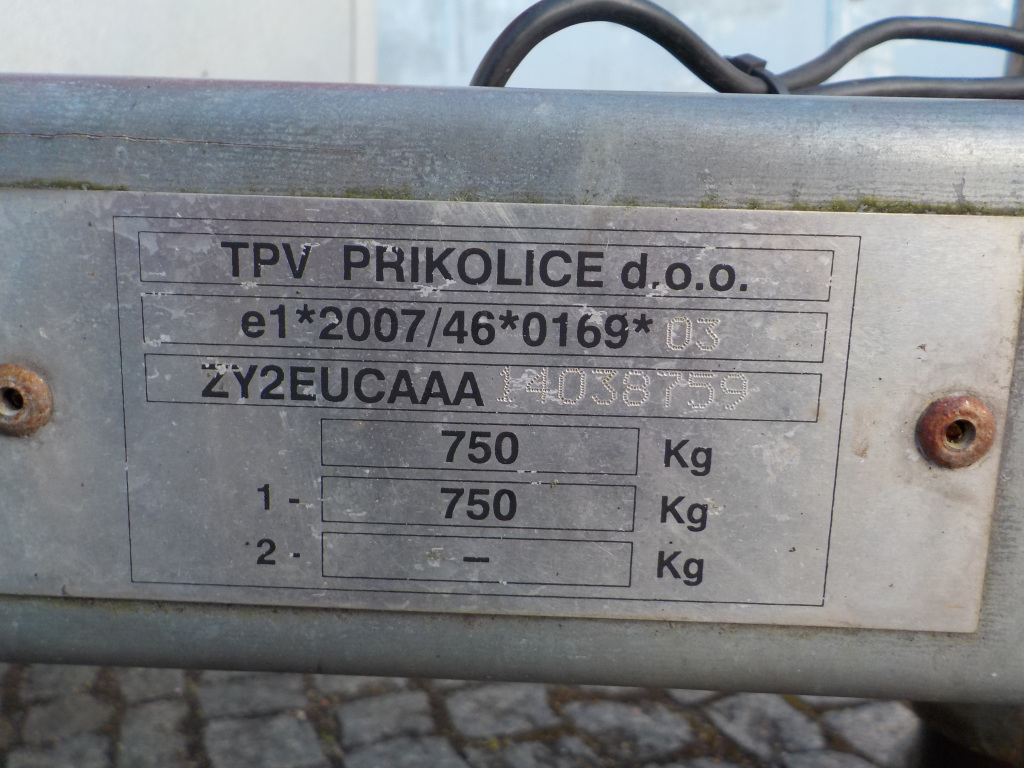 TPV PRIKOLICE d.o.o.
e1*2007/46*0169*03
ZY2EUCAAA14038759
750 Kg
1 - 750 Kg
2 - – Kg